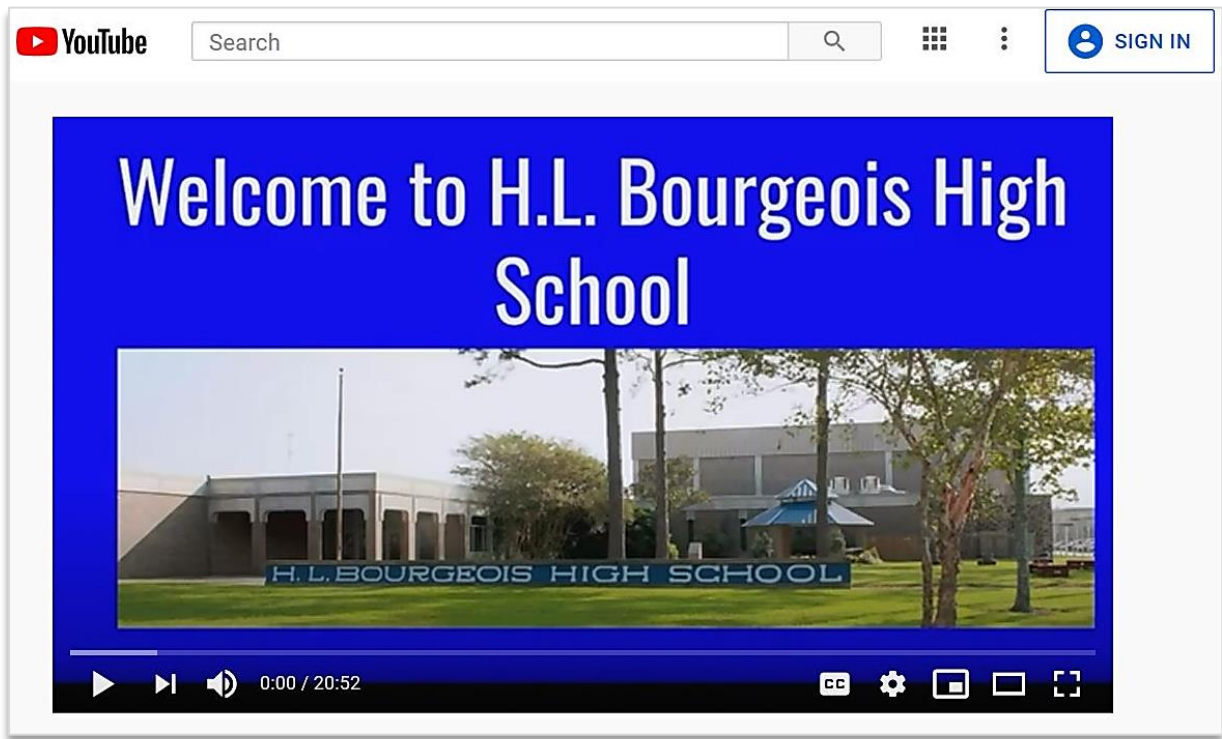 YouTube
Search
SIGN IN
Welcome to H.L. Bourgeois High
School
H.L.BOURGEOIS HIGH SCHOOL
0:00 / 20:52
CC